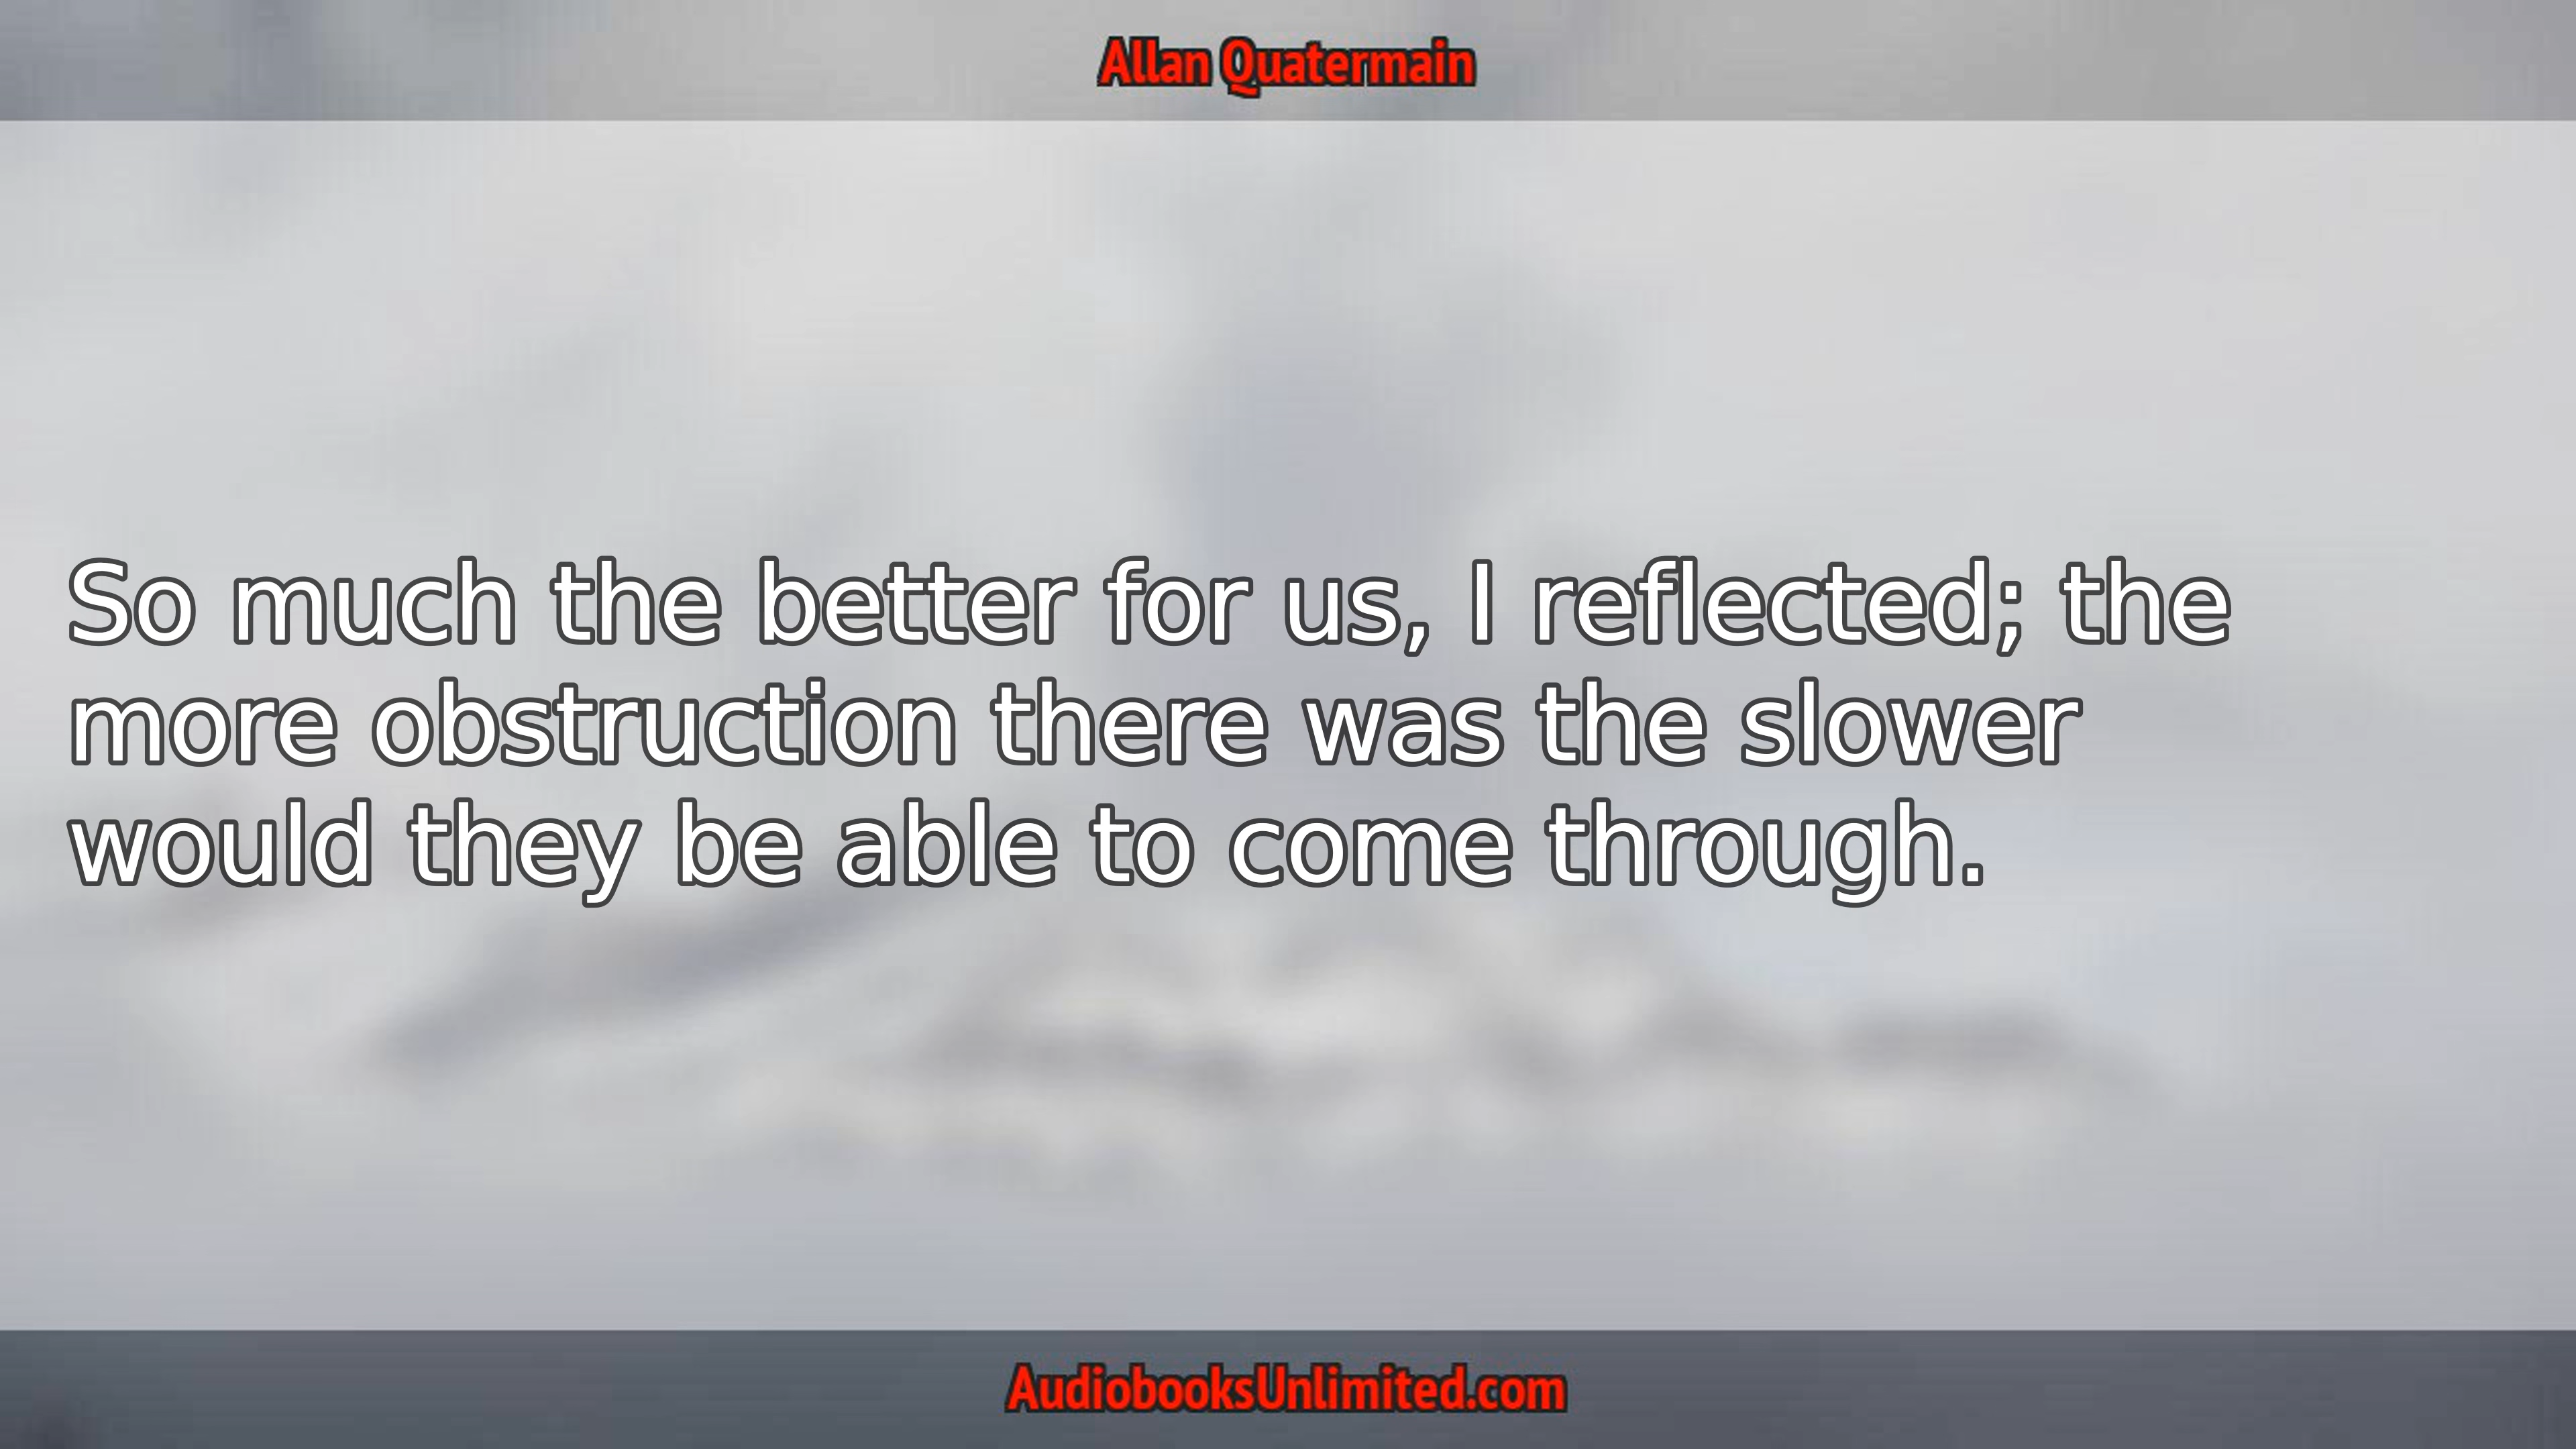 Allan Quatermain
So much the better for us, I reflected; the
more obstruction there was the slower
would they be able to come through.
AudiobooksUnlimited.com